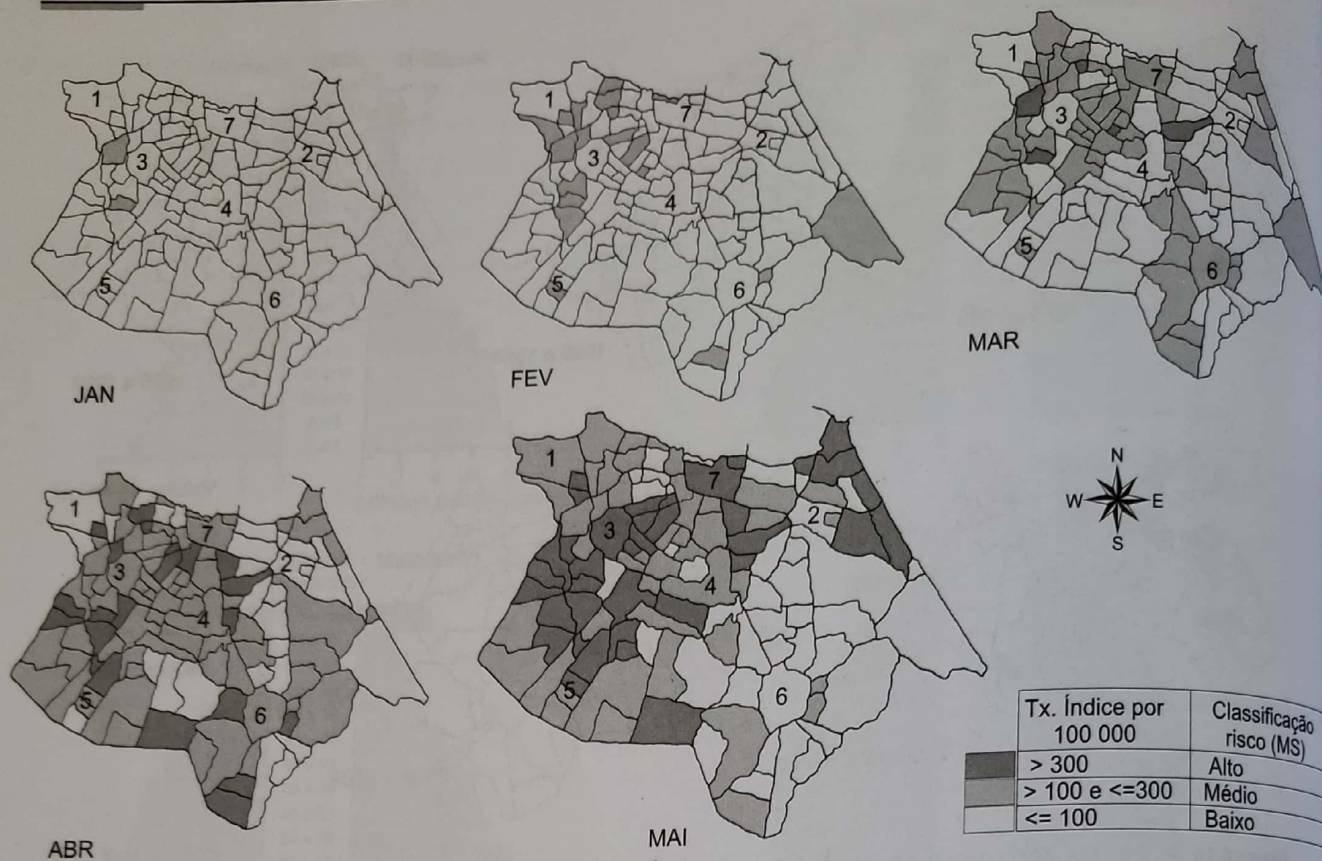 1
7
2
3
4
5
6
JAN
1
7
2
3
4
5
6
FEV
1
7
2
3
4
5
6
MAR
1
7
2
3
4
5
6
ABR
1
7
2
3
4
5
6
MAI
N
W E
S
Tx. Índice por 100 000 Classificação risco (MS)
> 300 Alto
> 100 e <=300 Médio
<= 100 Baixo